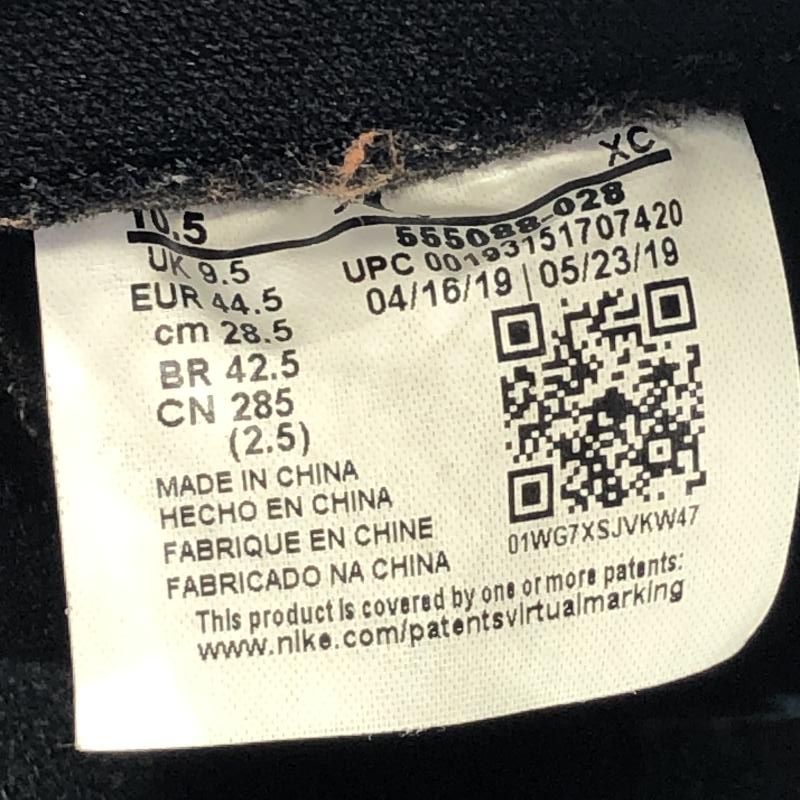 XC
10.5
555088-028
UK 9.5
UPC 00193151707420
EUR 44.5
04/16/19 | 05/23/19
cm 28.5
BR 42.5
CN 285
(2.5)
MADE IN CHINA
HECHO EN CHINA
FABRIQUE EN CHINE
FABRICADO NA CHINA
01WG7XSJVKW47
This product is covered by one or more patents:
www.nike.com/patentsvirtualmarking